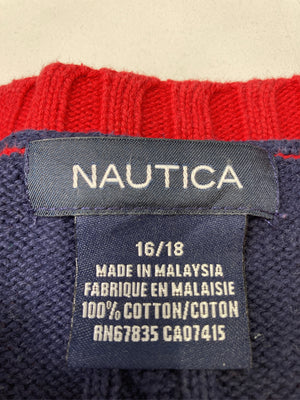 NAUTICA
16/18
MADE IN MALAYSIA
FABRIQUE EN MALAISIE
100% COTTON/COTON
RN67835 CA07415